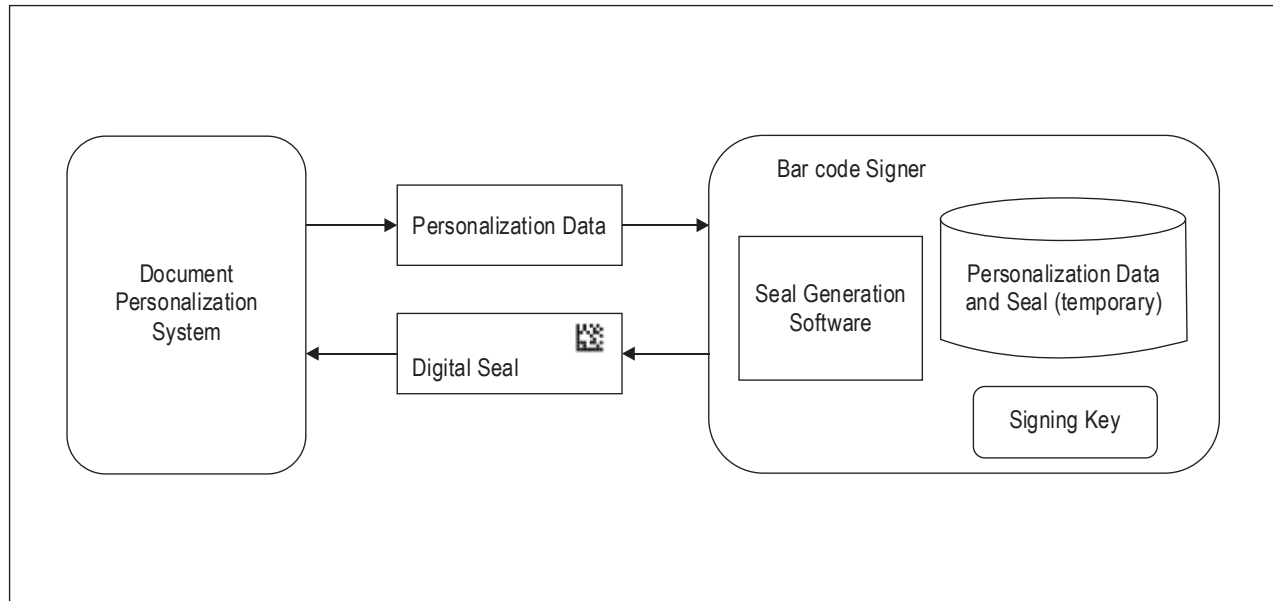 Document
Personalization
System
Personalization Data
Digital Seal
Bar code Signer
Seal Generation
Software
Personalization Data
and Seal (temporary)
Signing Key